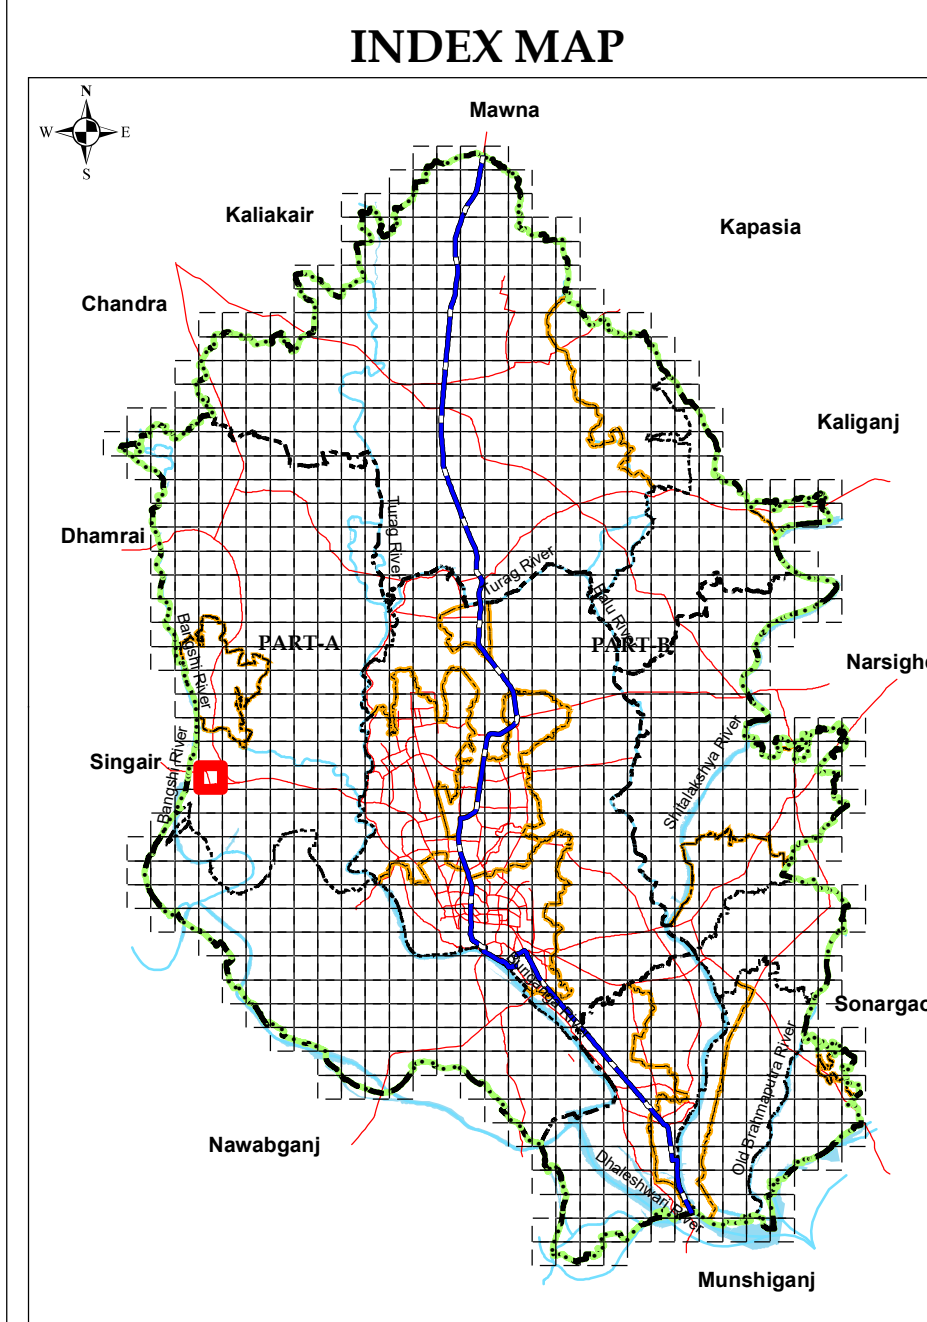 INDEX MAP
N
W E
S
Mawna
Kaliakair
Kapasia
Chandra
Kaliganj
Dhamrai
Turag River
Turag River
Balu River
Bangshi River
PART-A
PART-B
Narsigh
Singair
Bangshi River
Shitalakshya River
Buriganga River
Sonargao
Old Brahmaputra River
Nawabganj
Dhaleshwari River
Munshiganj